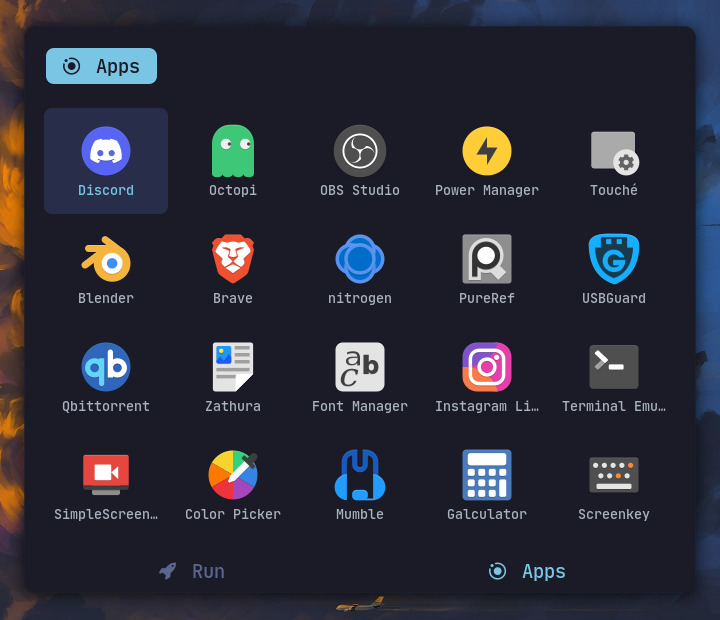 Apps
Discord Octopi OBS Studio Power Manager Touché
Blender Brave nitrogen PureRef USBGuard
Qbittorrent Zathura Font Manager Instagram Li… Terminal Emu…
SimpleScreen… Color Picker Mumble Galculator Screenkey
Run Apps